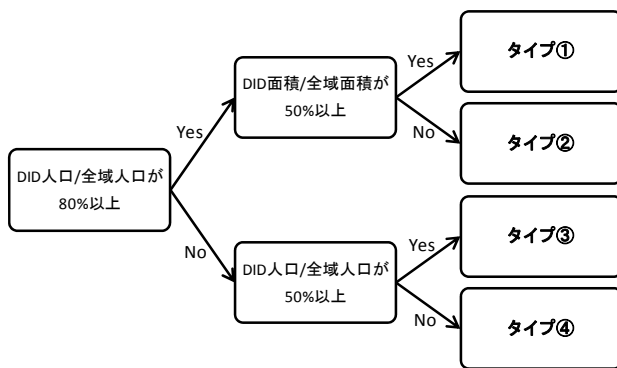 DID人口/全域人口が
80%以上
Yes
No
DID面積/全域面積が
50%以上
Yes
No
タイプ①
タイプ②
DID人口/全域人口が
50%以上
Yes
No
タイプ③
タイプ④